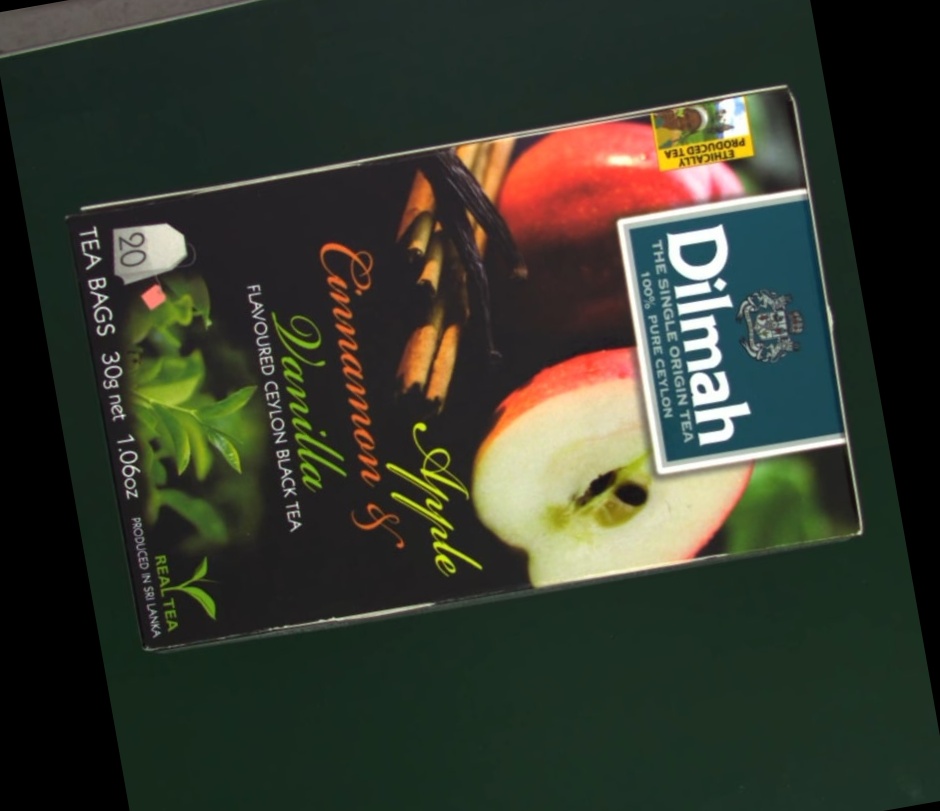 ETHICALLY
PRODUCED TEA
Dilmah
THE SINGLE ORIGIN TEA
100% PURE CEYLON
Apple
Cinnamon &
Vanilla
FLAVOURED CEYLON BLACK TEA
20
TEA BAGS 30g net 1.06oz
REAL TEA
PRODUCED IN SRI LANKA